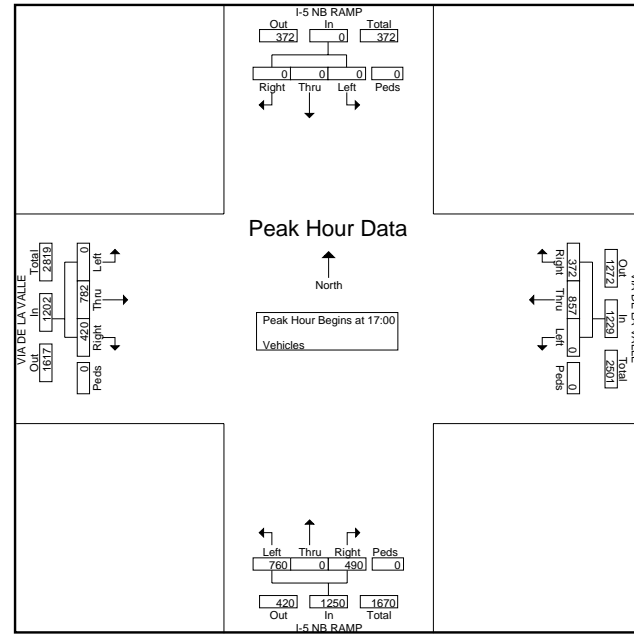 I-5 NB RAMP
Out In Total
372 0 372
0 0 0 0
Right Thru Left Peds
Peak Hour Data
North
Peak Hour Begins at 17:00
Vehicles
VIA DE LA VALLE
Out In Total
1617 1202 2819
420 782 0
Right Thru Left
0
Peds
VIA DE LA VALLE
Out In Total
1272 1229 2501
372 857 0 0
Right Thru Left Peds
Left Thru Right Peds
760 0 490 0
420 1250 1670
Out In Total
I-5 NB RAMP